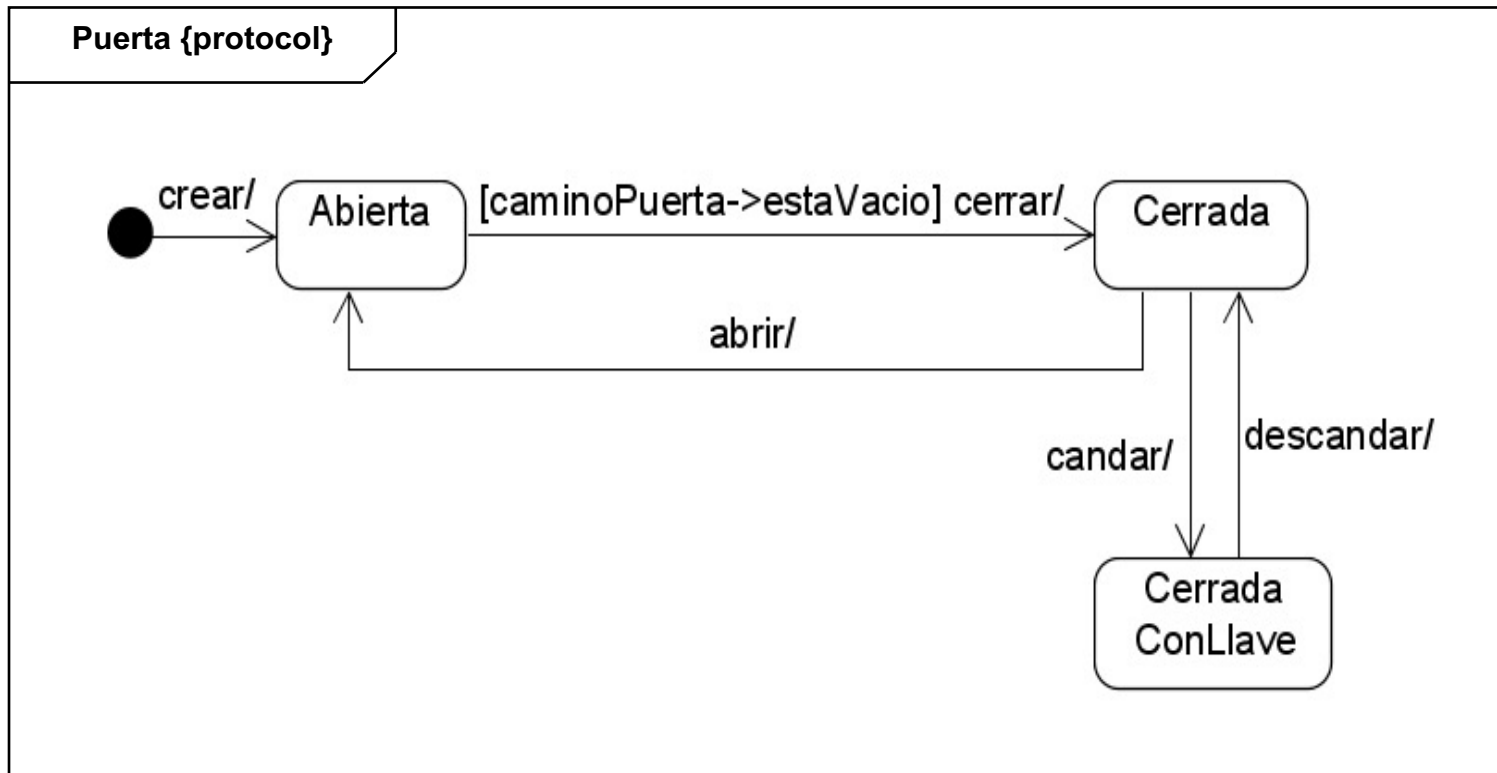 Puerta {protocol}
crear/
Abierta
[caminoPuerta->estaVacio] cerrar/
Cerrada
abrir/
candar/
descandar/
Cerrada
ConLlave